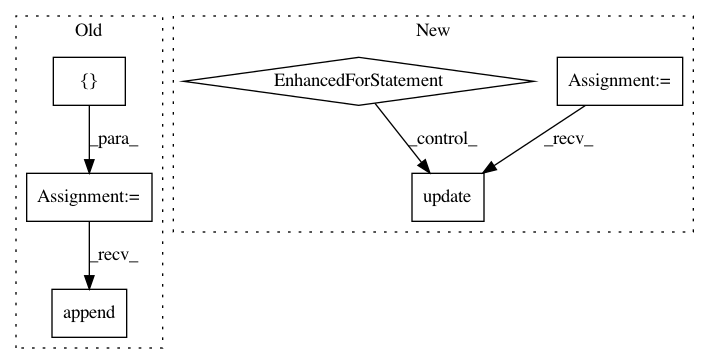 Old
New
{}
EnhancedForStatement
Assignment:=
_para_
_control_
_recv_
Assignment:=
update
_recv_
append